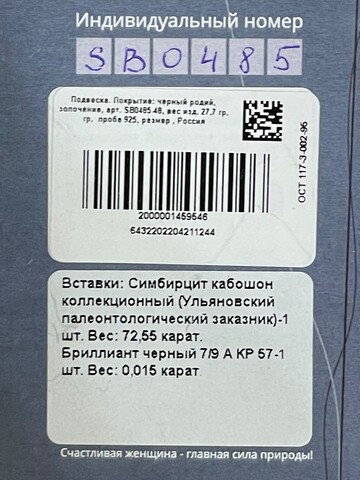 Индивидуальный номер
SB0485
Подвеска. Покрытие: черный родий,
золочение, арт. SB0485.48, вес изд. 27,7 гр,
гр, проба 925, размер , Россия
ОСТ 117-3-002-95
2000001459546
6432202204211244
Вставки: Симбирцит кабошон
коллекционный (Ульяновский
палеонтологический заказник)-1
шт. Вес: 72,55 карат.
Бриллиант черный 7/9 А КР 57-1
шт. Вес: 0,015 карат.
Счастливая женщина - главная сила природы!